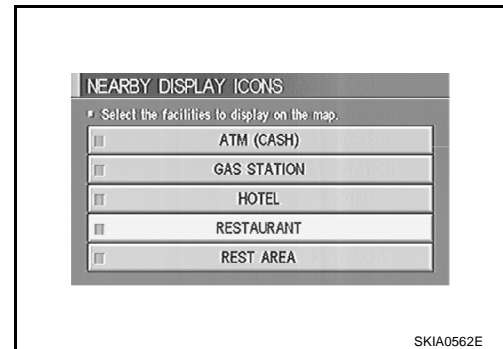 NEARBY DISPLAY ICONS
Select the facilities to display on the map.
ATM (CASH)
GAS STATION
HOTEL
RESTAURANT
REST AREA
SKIA0562E